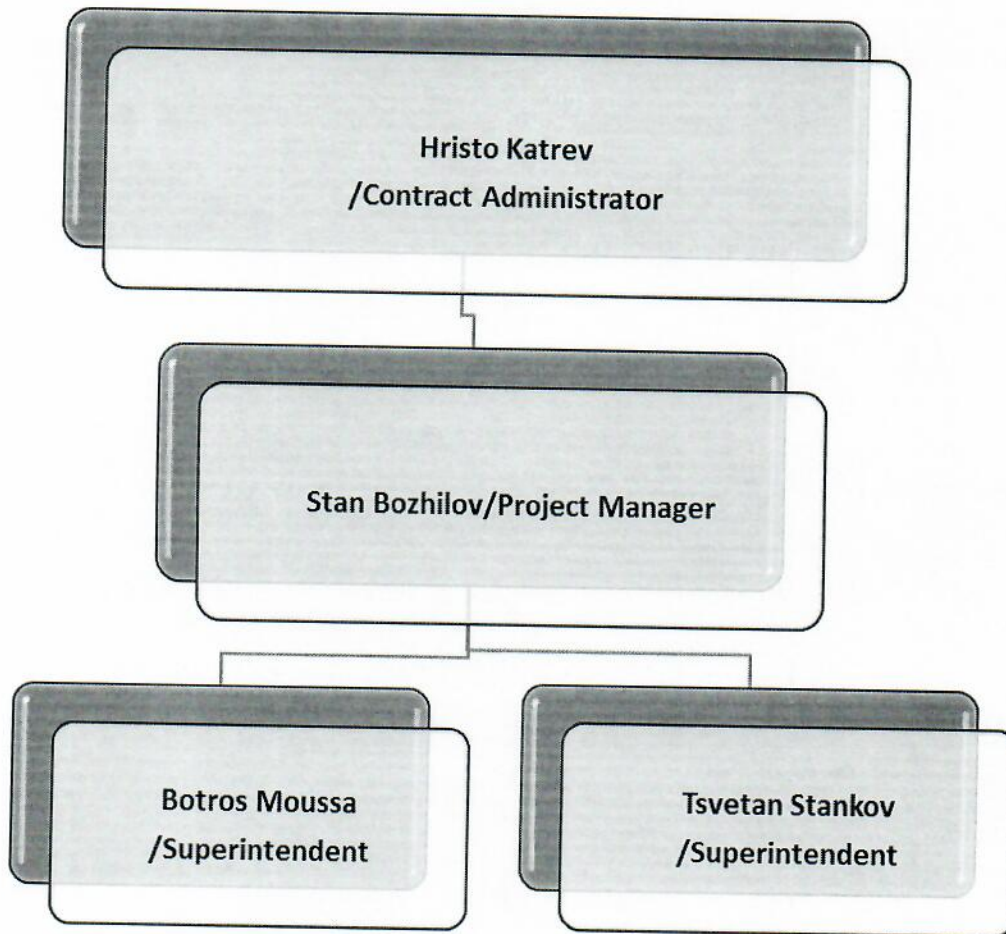 Hristo Katrev
/Contract Administrator
Stan Bozhilov/Project Manager
Botros Moussa
/Superintendent
Tsvetan Stankov
/Superintendent